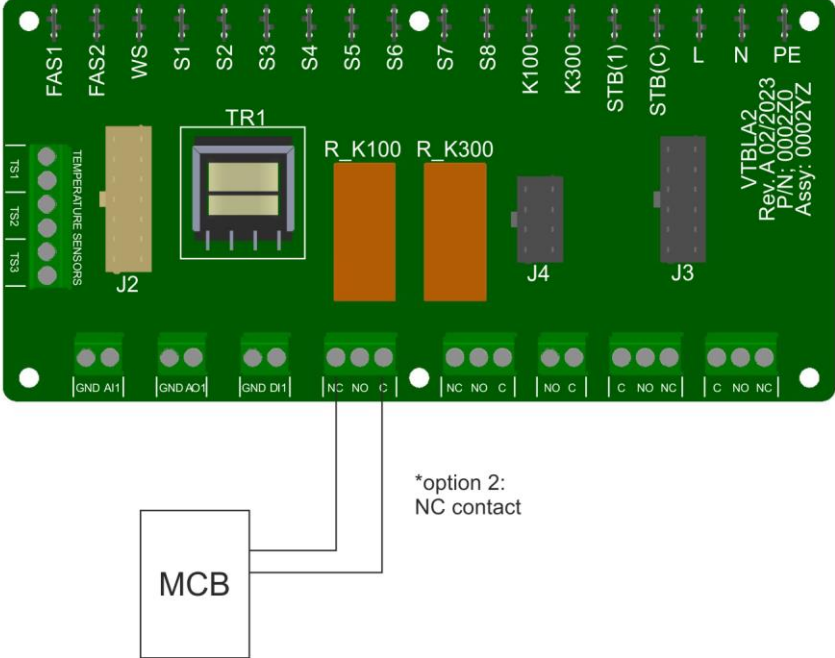 FAS1 FAS2 WS S1 S2 S3 S4 S5 S6 S7 S8 K100 K300 STB(1) STB(C) L N PE
TR1
R_K100 R_K300
VTBLA2
Rev. A 02/2023
P/N; 0002Z0
Assy: 0002YZ
TS1 TS2 TS3
TEMPERATURE SENSORS
J2
J4
J3
GND AI1 GND AO1 GND DI1 NC NO C NC NO C NO C C NO NC C NO NC
*option 2:
NC contact
MCB